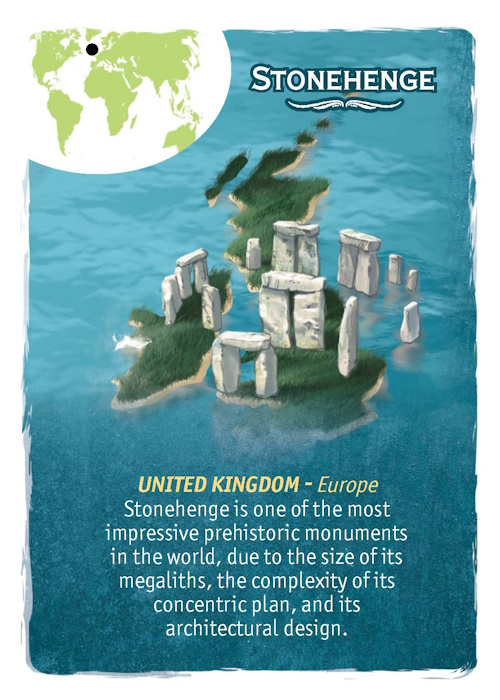 STONEHENGE
UNITED KINGDOM - Europe
Stonehenge is one of the most
impressive prehistoric monuments
in the world, due to the size of its
megaliths, the complexity of its
concentric plan, and its
architectural design.